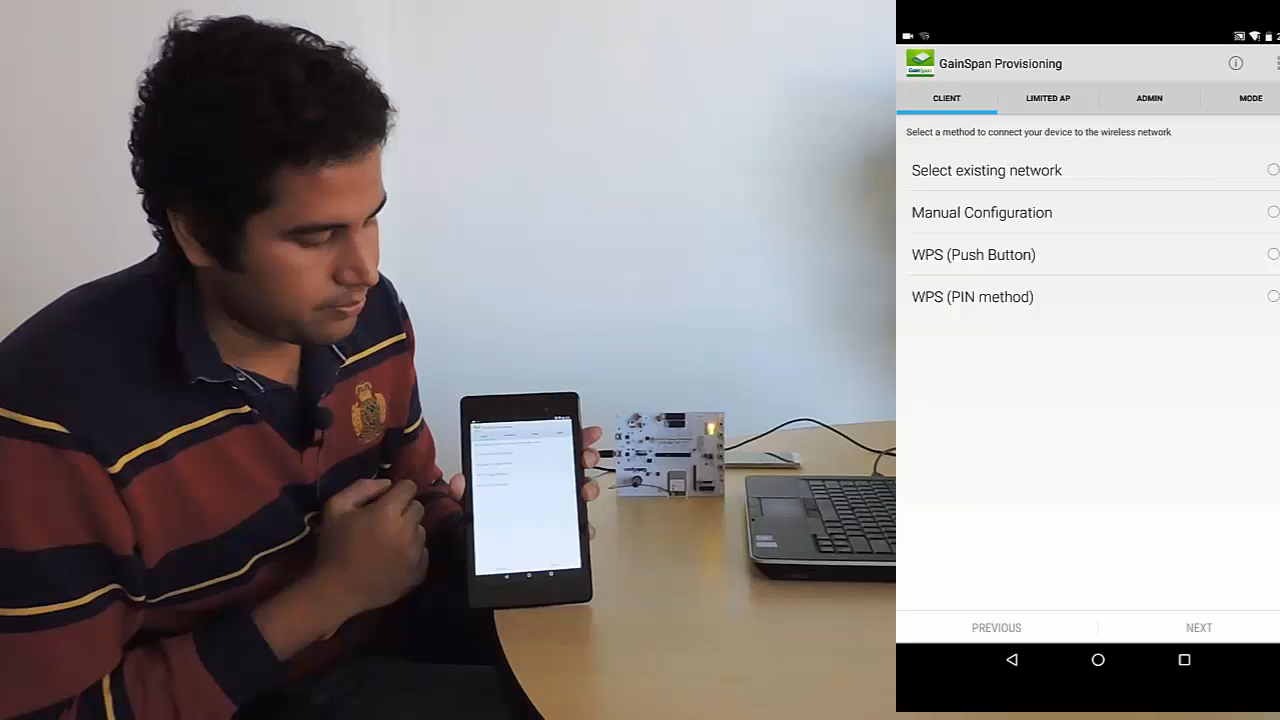 GainSpan Provisioning
CLIENT
LIMITED AP
ADMIN
MODE
Select a method to connect your device to the wireless network
Select existing network
Manual Configuration
WPS (Push Button)
WPS (PIN method)
PREVIOUS
NEXT